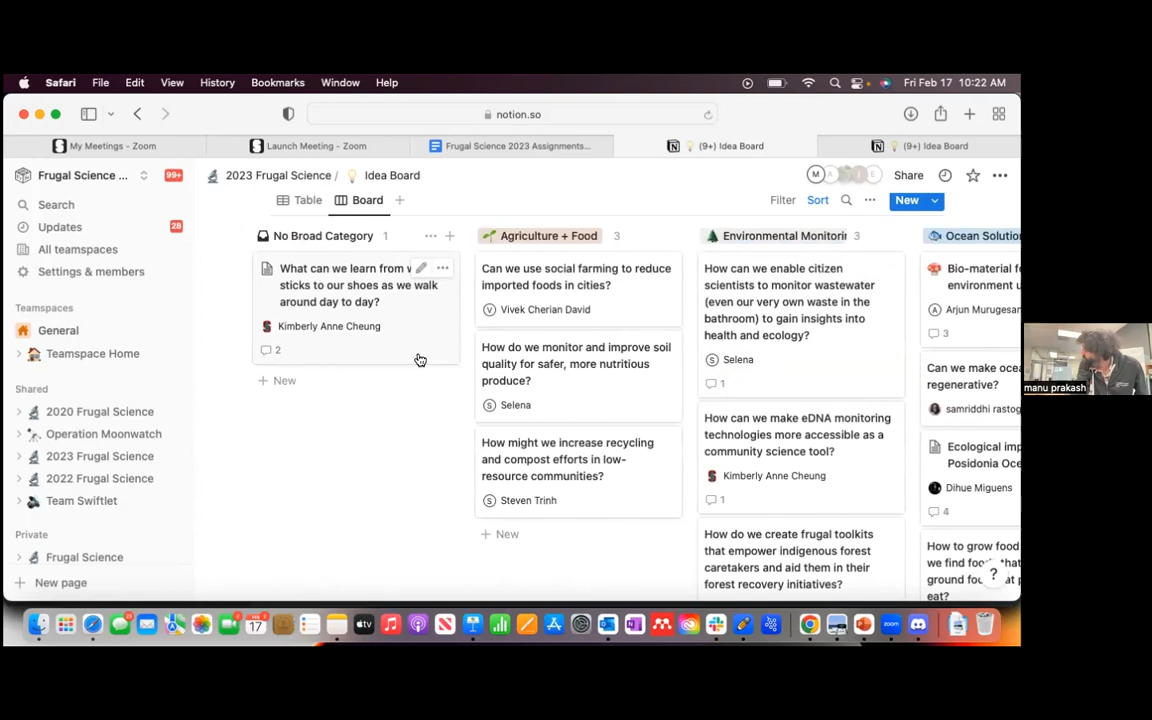 Safari File Edit View History Bookmarks Window Help Fri Feb 17 10:22 AM
notion.so
My Meetings - Zoom
Launch Meeting - Zoom
Frugal Science 2023 Assignments...
(9+) Idea Board
(9+) Idea Board
Frugal Science ...
99+
Search
Updates
28
All teamspaces
Settings & members
Teamspaces
General
Teamspace Home
Shared
2020 Frugal Science
Operation Moonwatch
2023 Frugal Science
2022 Frugal Science
Team Swiftlet
Private
Frugal Science
New page
2023 Frugal Science / Idea Board
M
A
E
Share
Table
Board
Filter
Sort
New
No Broad Category 1
What can we learn from
sticks to our shoes as we walk
around day to day?
Kimberly Anne Cheung
2
New
Agriculture + Food 3
Can we use social farming to reduce
imported foods in cities?
V Vivek Cherian David
How do we monitor and improve soil
quality for safer, more nutritious
produce?
S Selena
How might we increase recycling
and compost efforts in low-
resource communities?
S Steven Trinh
New
Environmental Monitorin 3
How can we enable citizen
scientists to monitor wastewater
(even our very own waste in the
bathroom) to gain insights into
health and ecology?
S Selena
1
How can we make eDNA monitoring
technologies more accessible as a
community science tool?
Kimberly Anne Cheung
1
How do we create frugal toolkits
that empower indigenous forest
caretakers and aid them in their
forest recovery initiatives?
Ocean Solution
Bio-material f
environment u
A Arjun Murugesan
3
Can we make ocea
regenerative?
samriddhi rastog
Ecological imp
Posidonia Oce
Dihue Miguens
4
How to grow food
we find foo
ground foo
eat?
?
manu prakash
17
tv
zoom